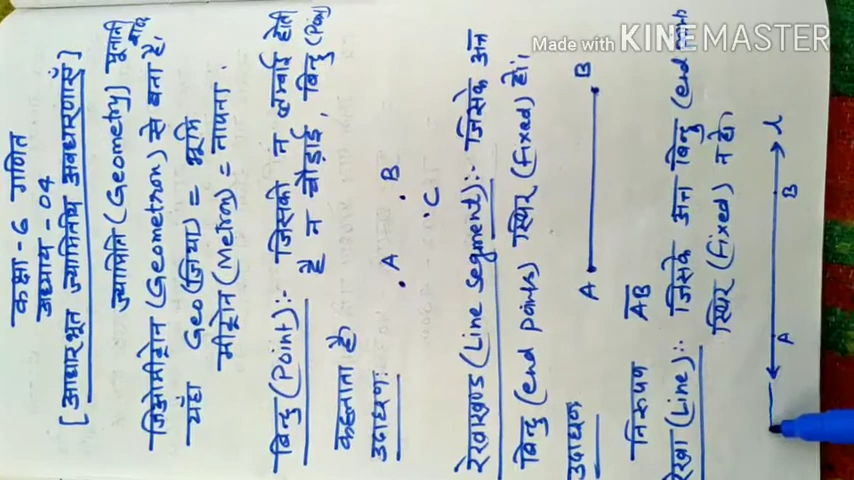 कक्षा-6 गणित
अध्याय-04
[आधारभूत ज्यामितीय अवधारणाएँ]
ज्यामिति (Geometry) यूनानी शब्द
जिओमीट्रोन (Geometron) से बना है।
यहाँ Geo (जिया) = भूमि
मीट्रोन (Metron) = नापना.
बिन्दु (Point):- जिसकी न लम्बाई होती
है न चौड़ाई, बिन्दु (Point)
कहलाता है।
उदाहरण: .A .B
.C
रेखाखण्ड (Line Segment):- जिसके अन्त
बिन्दु (end points) स्थिर (Fixed) हों।
उदाहरण
A B
निरूपण AB
रेखा (Line):- जिसके अन्त बिन्दु (end points
स्थिर (Fixed) न हो।
A B l
Made with KINEMASTER